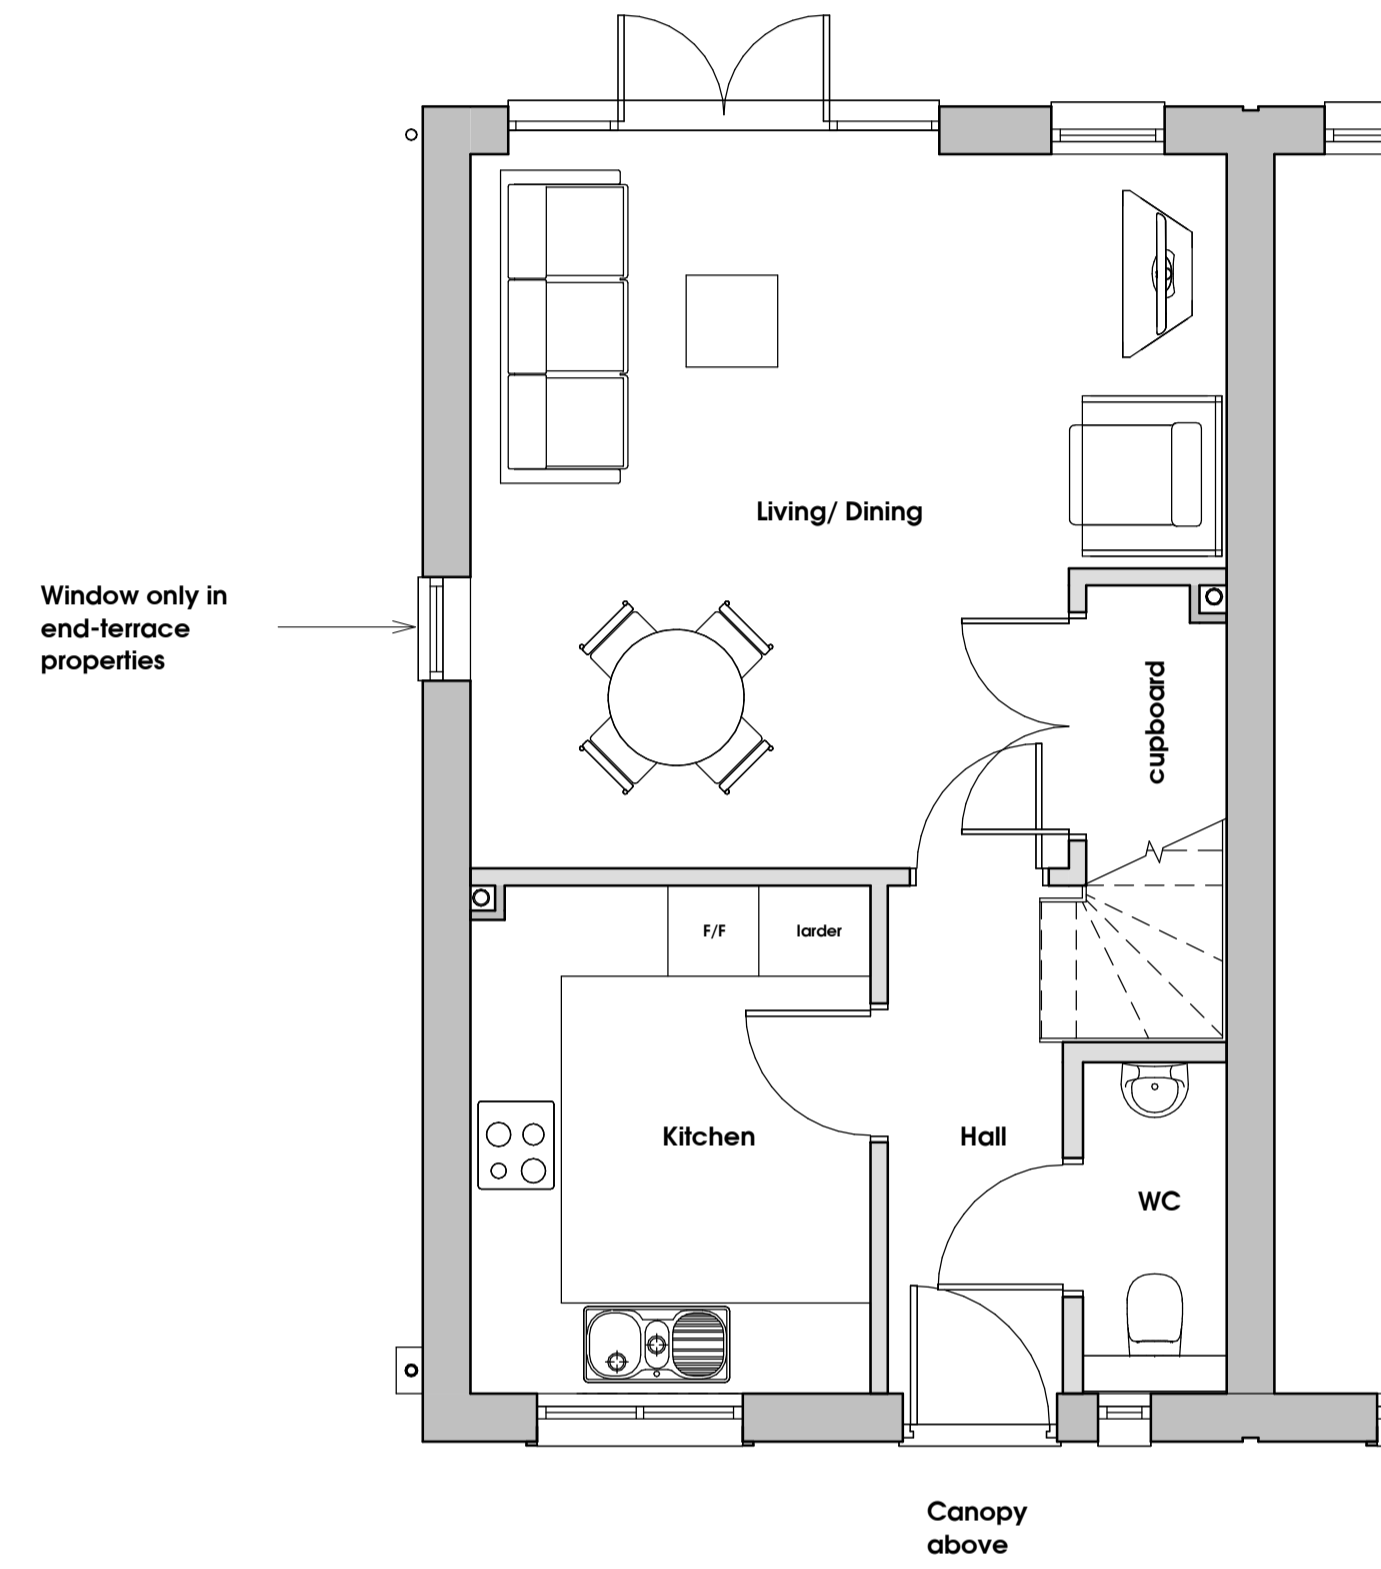 Living/ Dining
Window only in
end-terrace
properties
cupboard
F/F
larder
Kitchen
Hall
WC
Canopy
above